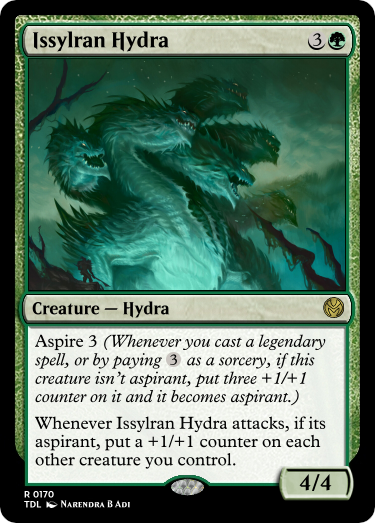 Issylran Hydra 3
Creature — Hydra
Aspire 3 (Whenever you cast a legendary
spell, or by paying 3 as a sorcery, if this
creature isn't aspirant, put three +1/+1
counter on it and it becomes aspirant.)
Whenever Issylran Hydra attacks, if its
aspirant, put a +1/+1 counter on each
other creature you control.
4/4
R 0170
TDL Narendra B Adi